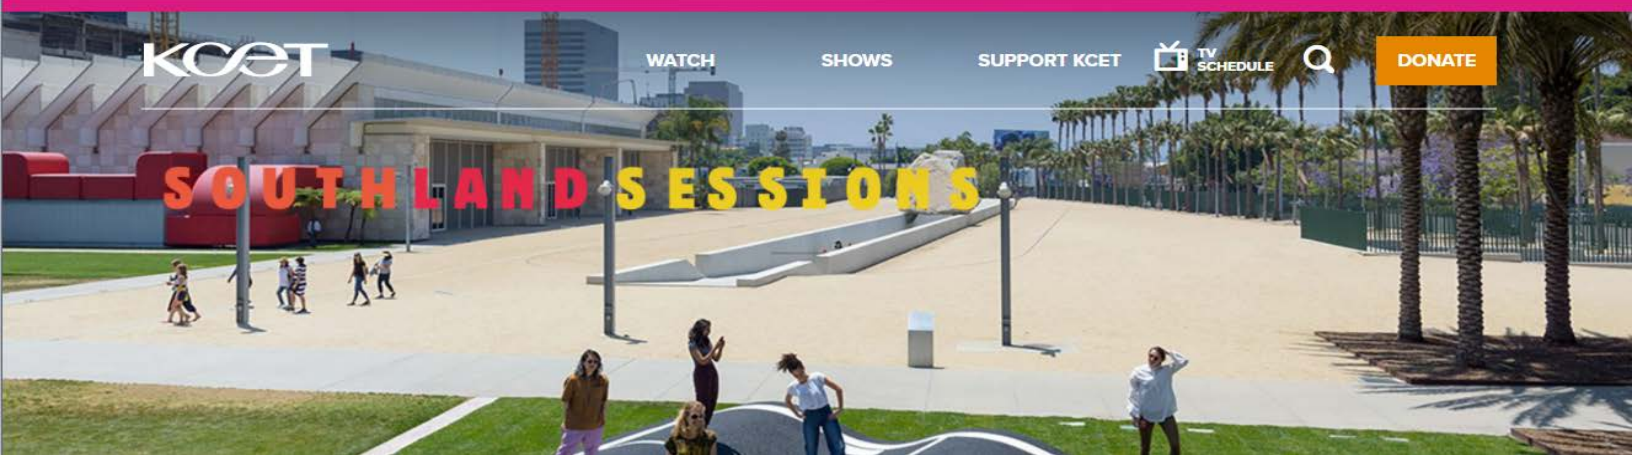 KCET
WATCH SHOWS SUPPORT KCET TV SCHEDULE DONATE
SOUTHLAND SESSIONS